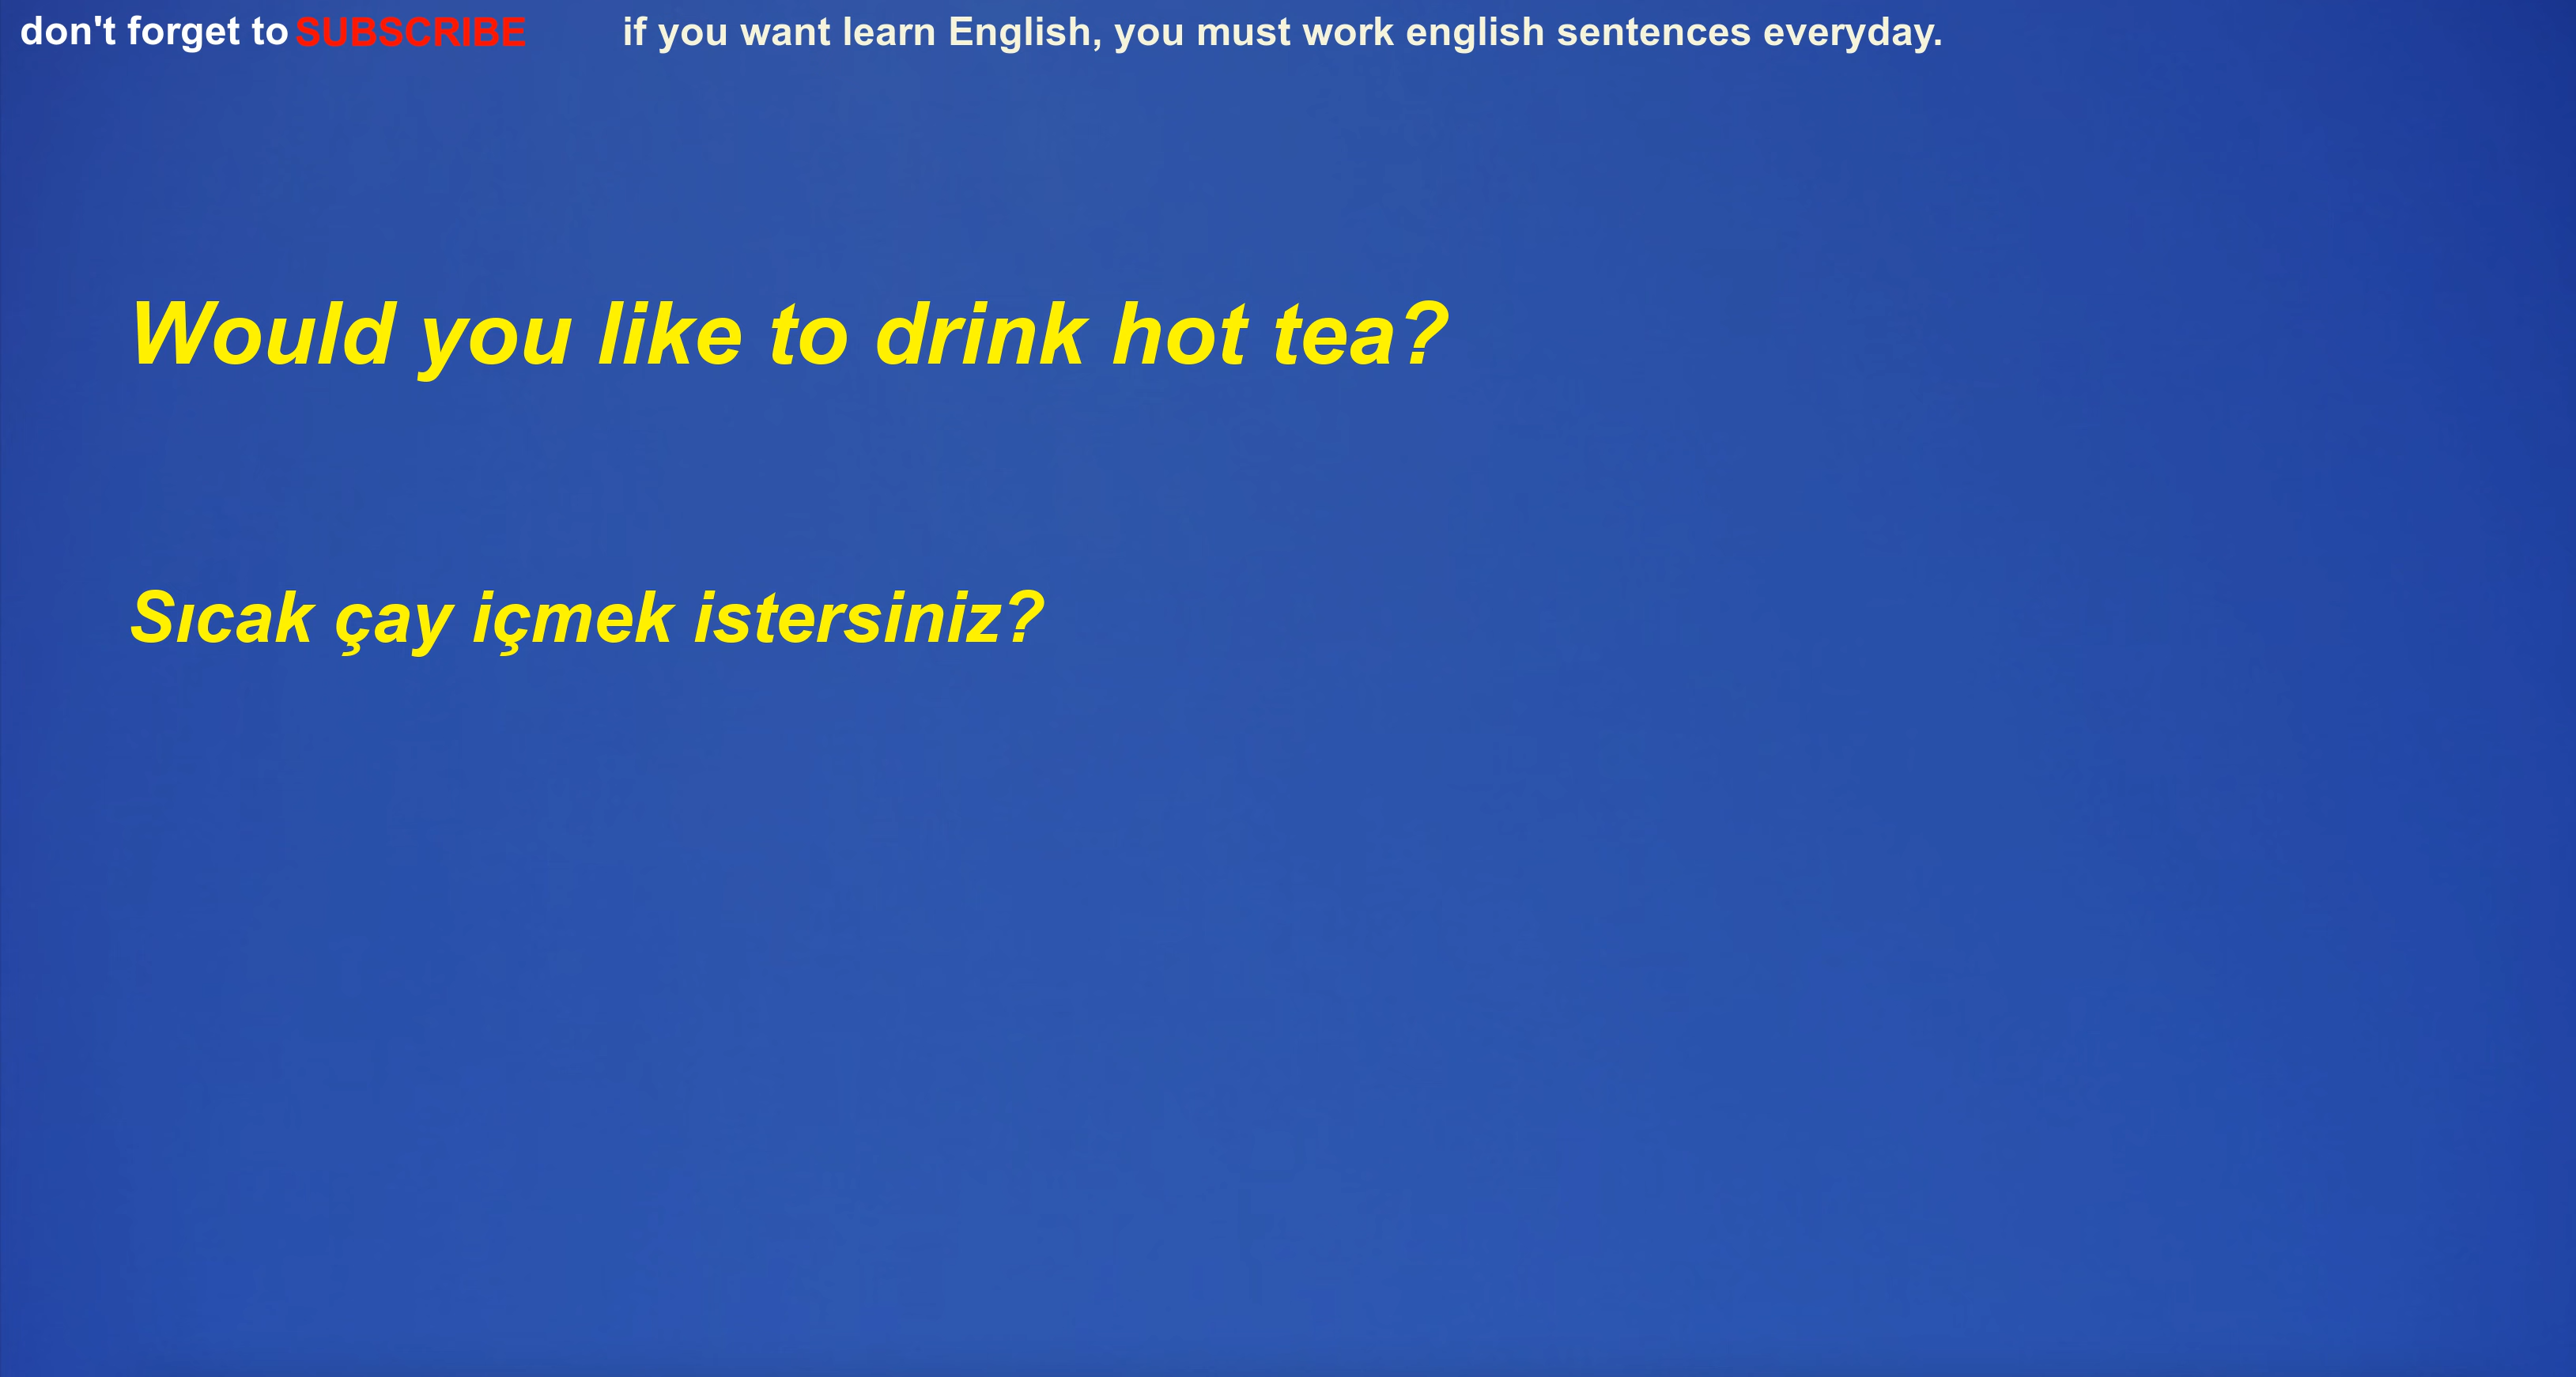 don't forget to SUBSCRIBE if you want learn English, you must work english sentences everyday.
Would you like to drink hot tea?
Sıcak çay içmek istersiniz?